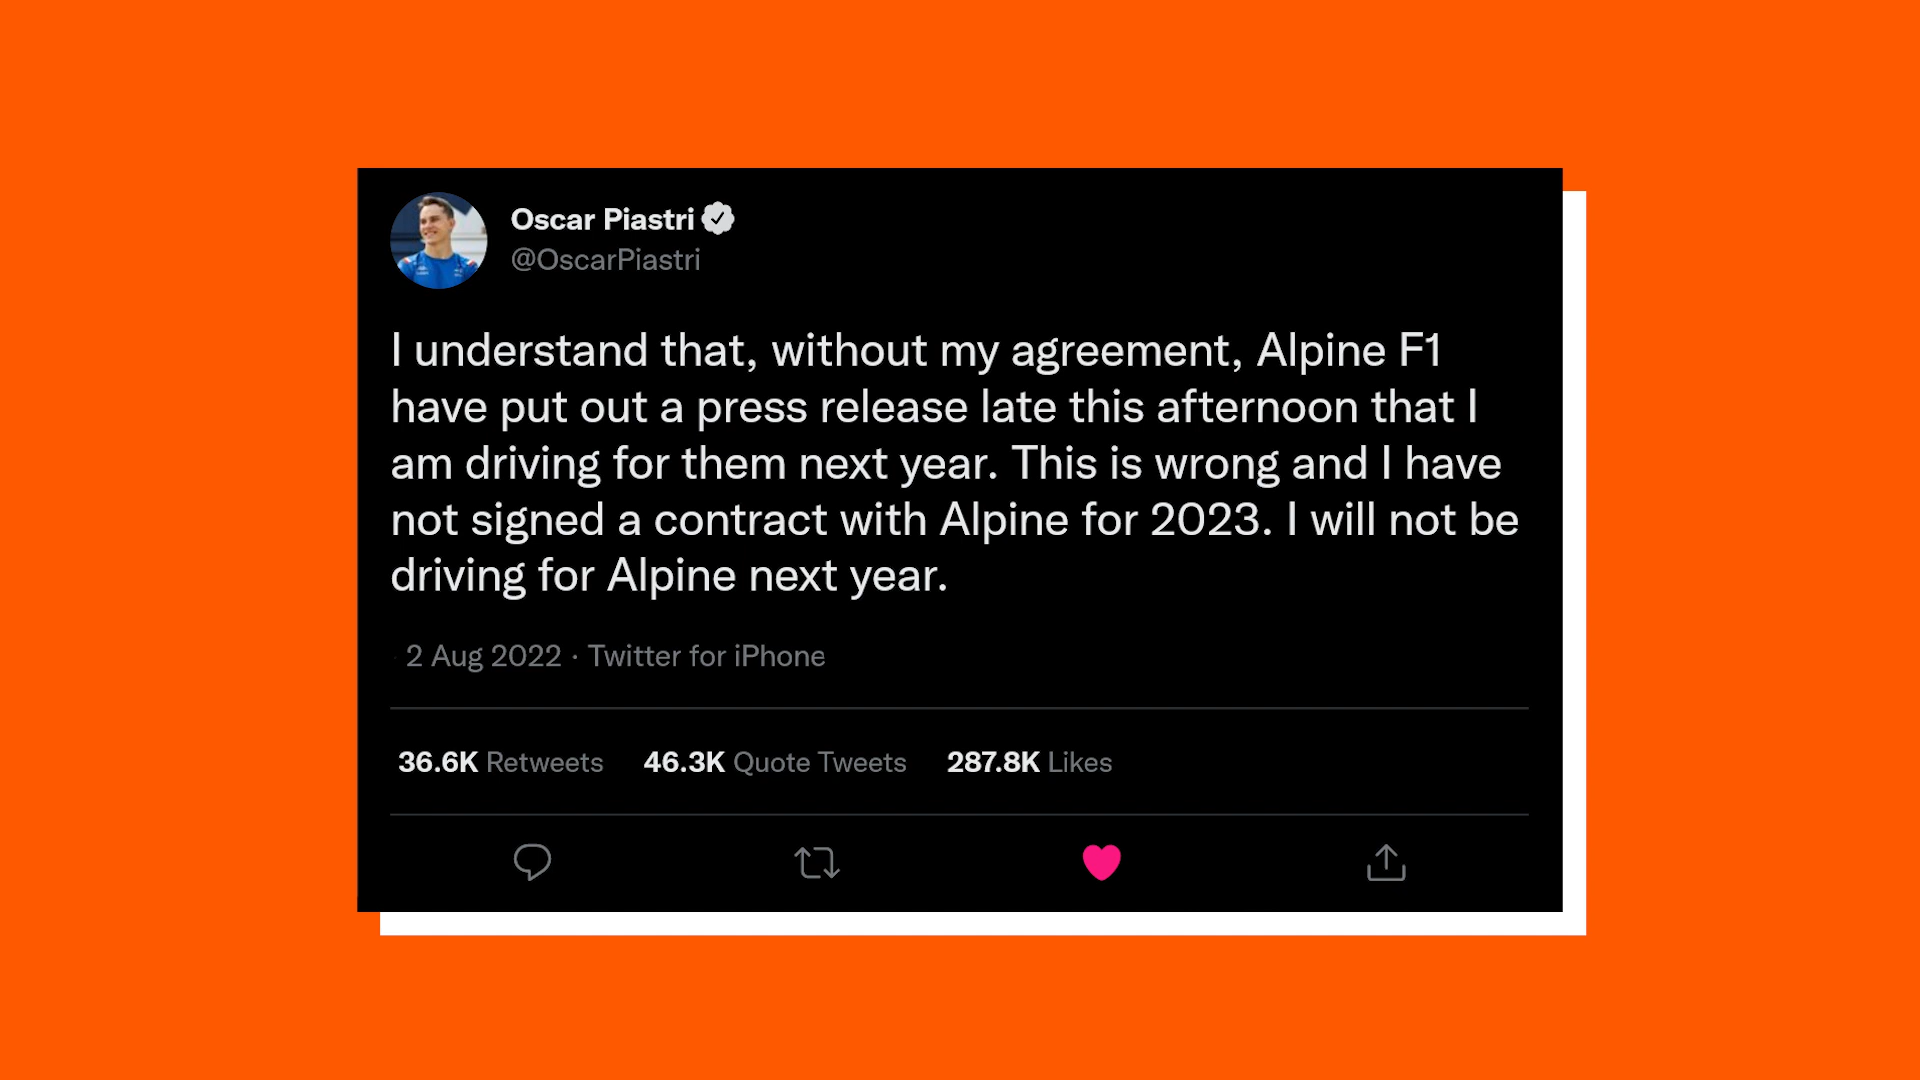 Oscar Piastri
@OscarPiastri
I understand that, without my agreement, Alpine F1
have put out a press release late this afternoon that I
am driving for them next year. This is wrong and I have
not signed a contract with Alpine for 2023. I will not be
driving for Alpine next year.
2 Aug 2022 · Twitter for iPhone
36.6K Retweets 46.3K Quote Tweets 287.8K Likes